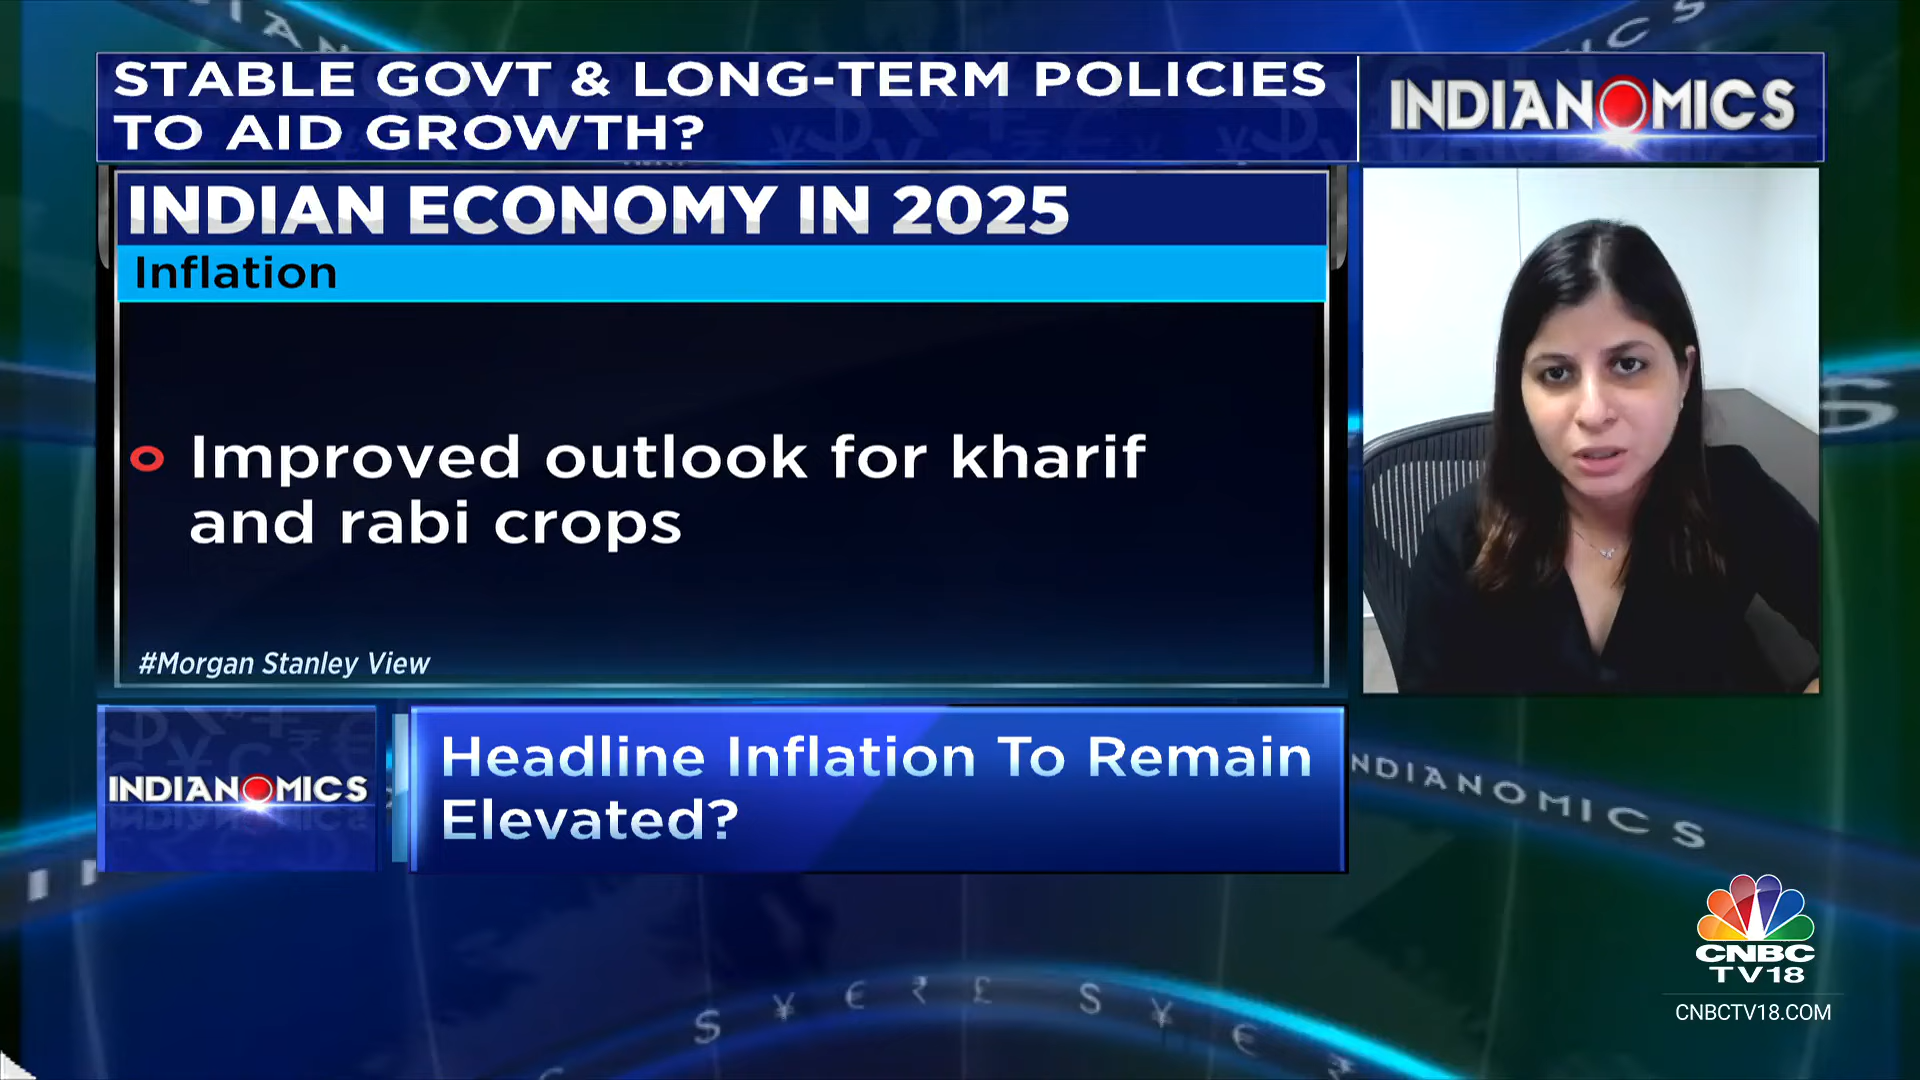 STABLE GOVT & LONG-TERM POLICIES
TO AID GROWTH?
INDIANOMICS
INDIAN ECONOMY IN 2025
Inflation
Improved outlook for kharif
and rabi crops
#Morgan Stanley View
INDIANOMICS
Headline Inflation To Remain
Elevated?
NDIANOMICS
CNBC
TV18
CNBCTV18.COM
$ ¥ € ₹ £ $ ¥ € ₹